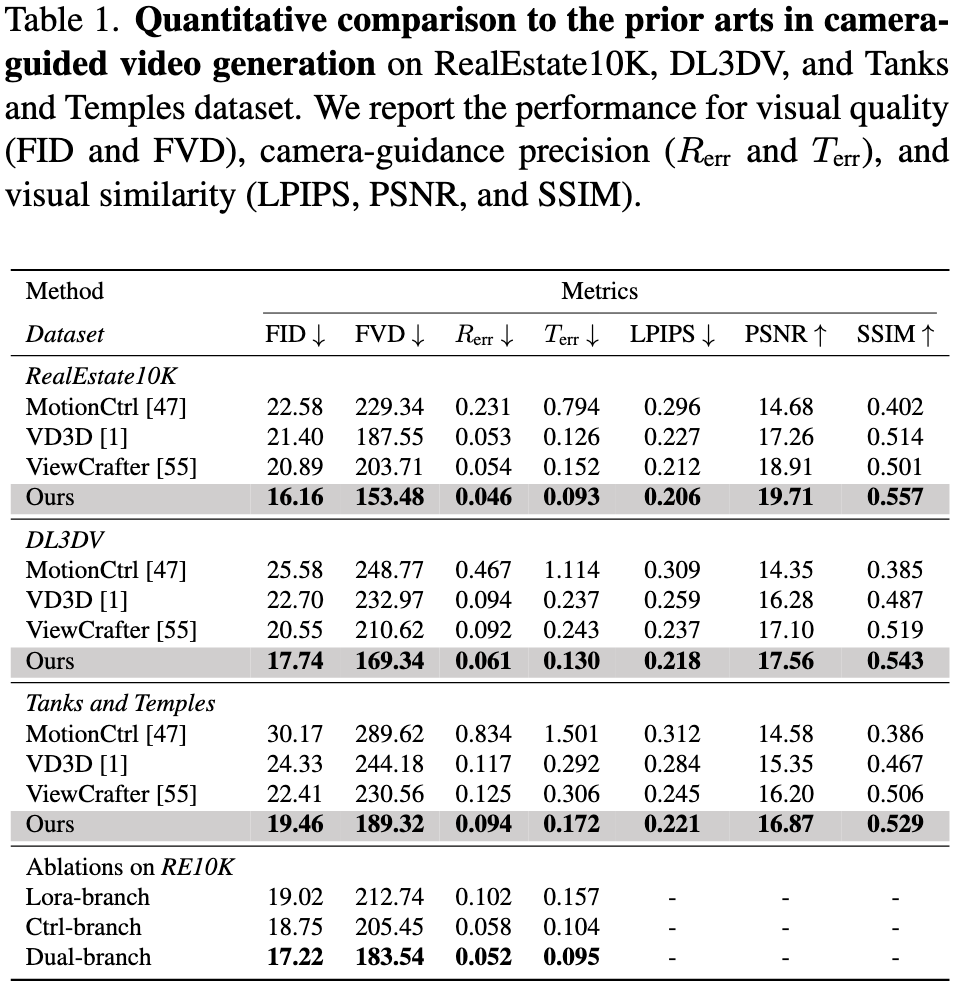 Table 1. Quantitative comparison to the prior arts in camera-
guided video generation on RealEstate10K, DL3DV, and Tanks
and Temples dataset. We report the performance for visual quality
(FID and FVD), camera-guidance precision (Rerr and Terr), and
visual similarity (LPIPS, PSNR, and SSIM).
Method Metrics
Dataset FID ↓ FVD ↓ Rerr ↓ Terr ↓ LPIPS ↓ PSNR ↑ SSIM ↑
RealEstate10K
MotionCtrl [47] 22.58 229.34 0.231 0.794 0.296 14.68 0.402
VD3D [1] 21.40 187.55 0.053 0.126 0.227 17.26 0.514
ViewCrafter [55] 20.89 203.71 0.054 0.152 0.212 18.91 0.501
Ours 16.16 153.48 0.046 0.093 0.206 19.71 0.557
DL3DV
MotionCtrl [47] 25.58 248.77 0.467 1.114 0.309 14.35 0.385
VD3D [1] 22.70 232.97 0.094 0.237 0.259 16.28 0.487
ViewCrafter [55] 20.55 210.62 0.092 0.243 0.237 17.10 0.519
Ours 17.74 169.34 0.061 0.130 0.218 17.56 0.543
Tanks and Temples
MotionCtrl [47] 30.17 289.62 0.834 1.501 0.312 14.58 0.386
VD3D [1] 24.33 244.18 0.117 0.292 0.284 15.35 0.467
ViewCrafter [55] 22.41 230.56 0.125 0.306 0.245 16.20 0.506
Ours 19.46 189.32 0.094 0.172 0.221 16.87 0.529
Ablations on RE10K
Lora-branch 19.02 212.74 0.102 0.157 - - -
Ctrl-branch 18.75 205.45 0.058 0.104 - - -
Dual-branch 17.22 183.54 0.052 0.095 - - -